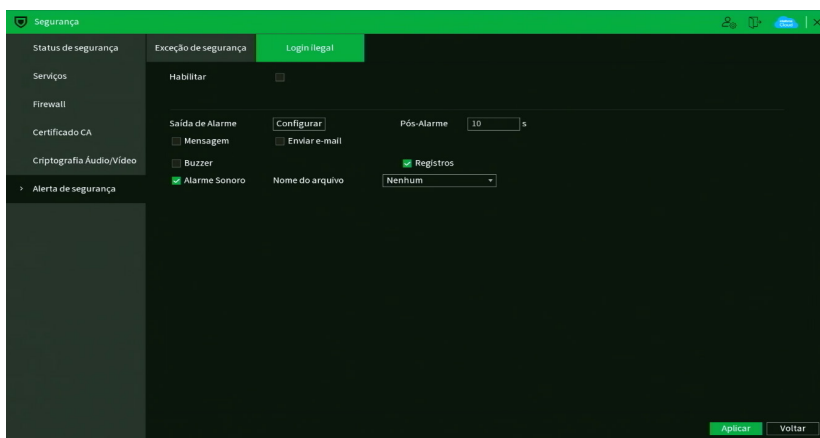 Segurança
Status de segurança
Serviços
Firewall
Certificado CA
Criptografia Áudio/Vídeo
> Alerta de segurança
Exceção de segurança
Login ilegal
Habilitar
Saída de Alarme Configurar Pós-Alarme 10 s
Mensagem Enviar e-mail
Buzzer Registros
Alarme Sonoro Nome do arquivo Nenhum
Aplicar Voltar